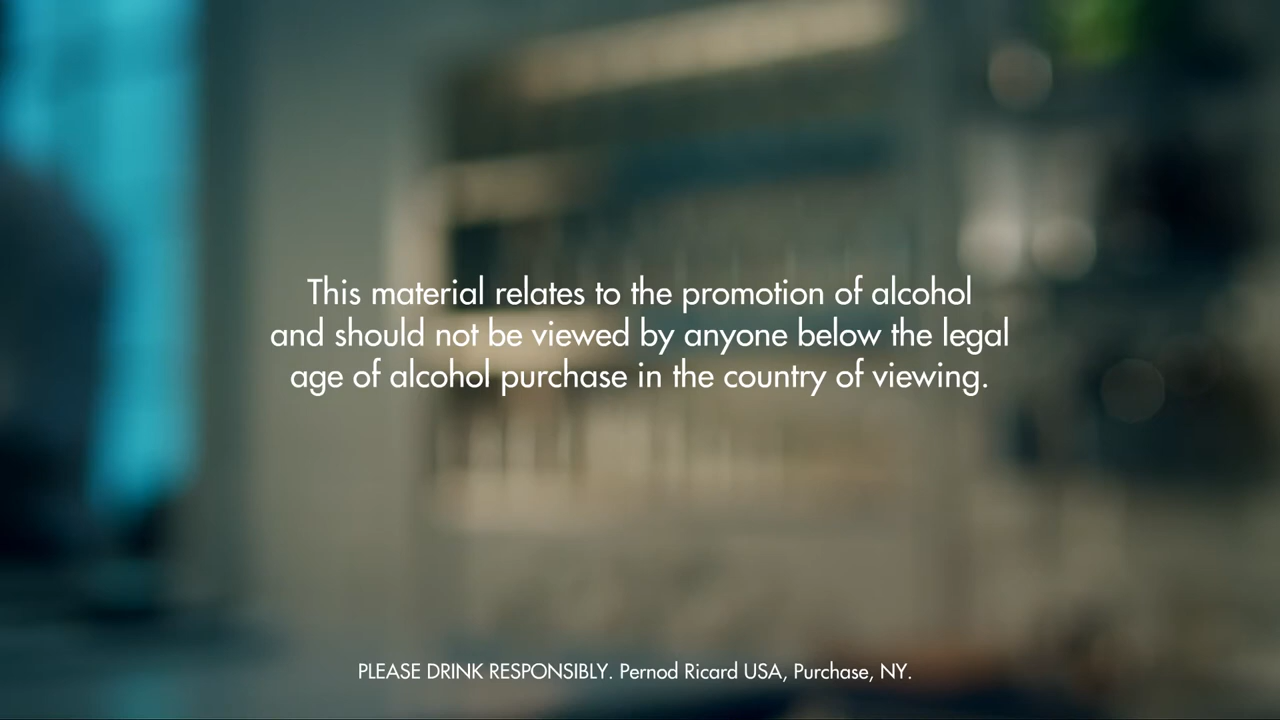 This material relates to the promotion of alcohol
and should not be viewed by anyone below the legal
age of alcohol purchase in the country of viewing.
PLEASE DRINK RESPONSIBLY. Pernod Ricard USA, Purchase, NY.